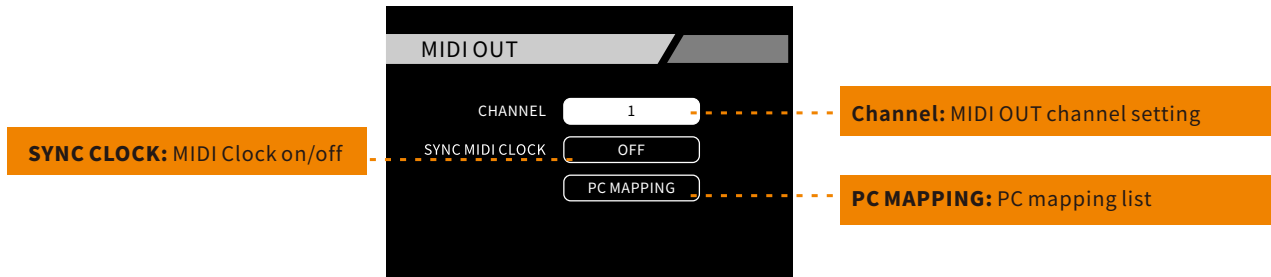 MIDI OUT
CHANNEL 1
Channel: MIDI OUT channel setting
SYNC CLOCK: MIDI Clock on/off
SYNC MIDI CLOCK OFF
PC MAPPING
PC MAPPING: PC mapping list